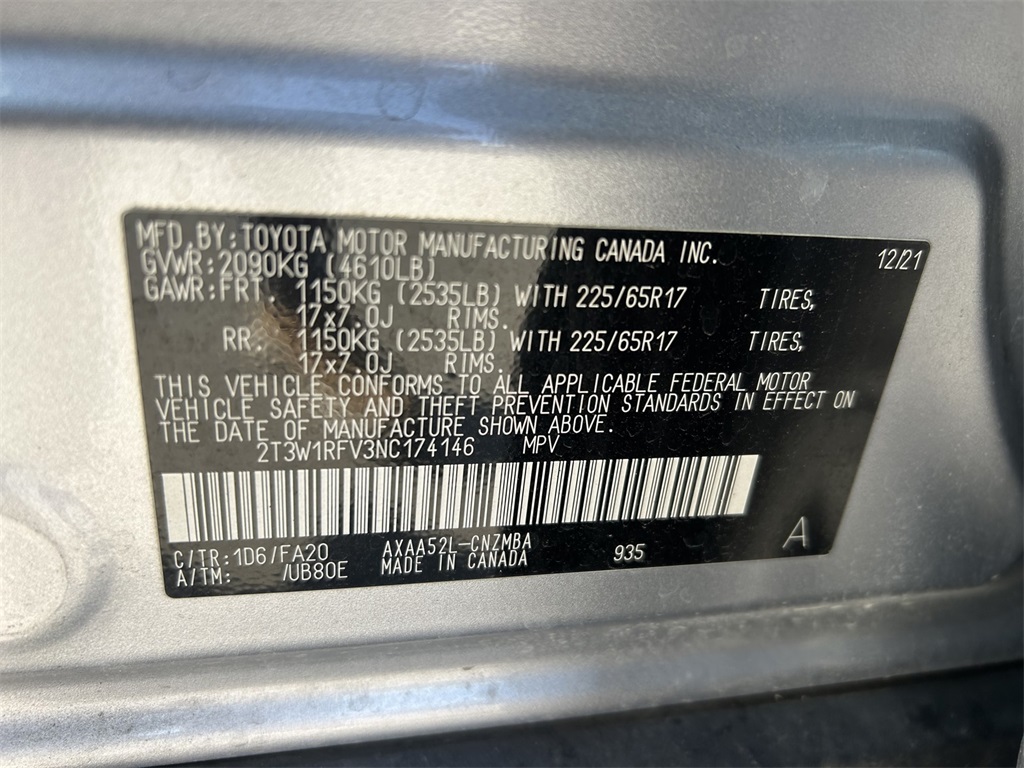 MFD.BY:TOYOTA MOTOR MANUFACTURING CANADA INC. 12/21
GVWR:2090KG (4610LB)
GAWR:FRT. 1150KG (2535LB) WITH 225/65R17 TIRES,
17x7.0J RIMS.
RR. 1150KG (2535LB) WITH 225/65R17 TIRES,
17x7.0J RIMS.
THIS VEHICLE CONFORMS TO ALL APPLICABLE FEDERAL MOTOR
VEHICLE SAFETY AND THEFT PREVENTION STANDARDS IN EFFECT ON
THE DATE OF MANUFACTURE SHOWN ABOVE.
2T3W1RFV3NC174146 MPV
C/TR:1D6/FA20 AXAA52L-CNZMBA 935 A
A/TM: /UB80E MADE IN CANADA